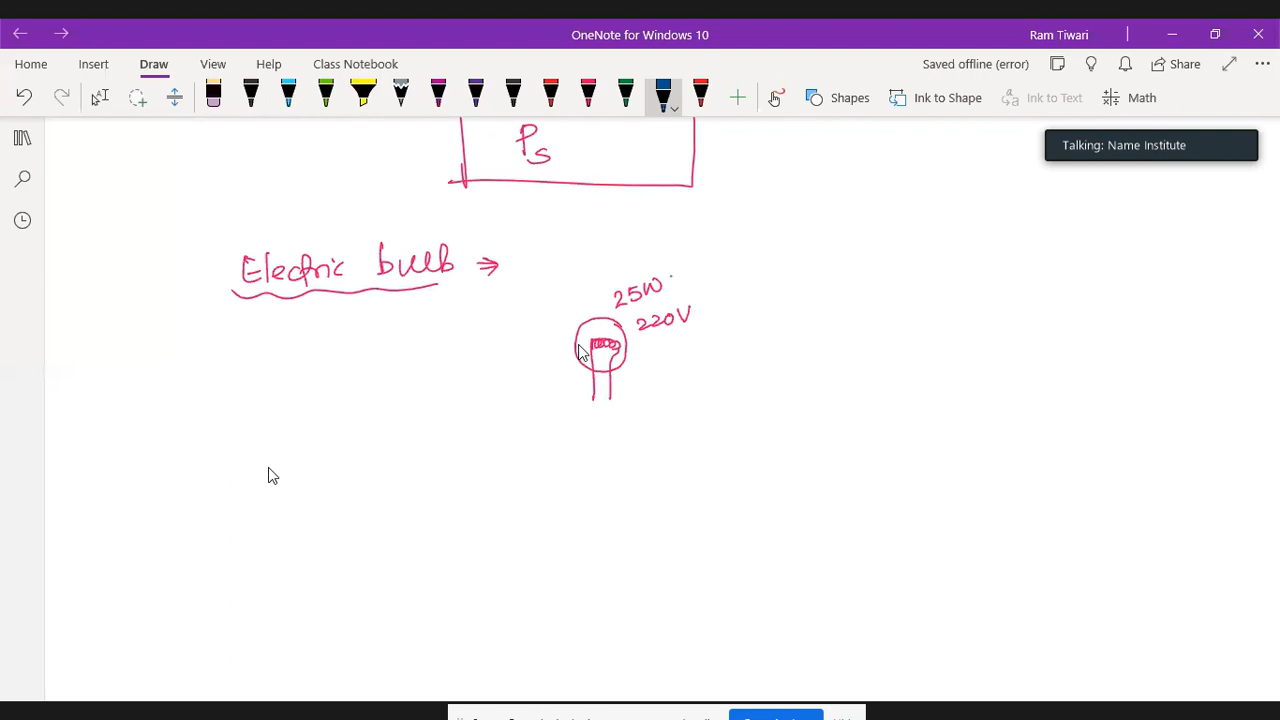 OneNote for Windows 10
Ram Tiwari
Home Insert Draw View Help Class Notebook
Saved offline (error) Share
Shapes Ink to Shape Ink to Text Math
Talking: Name Institute
Ps
Electric bulb →
25W
220V